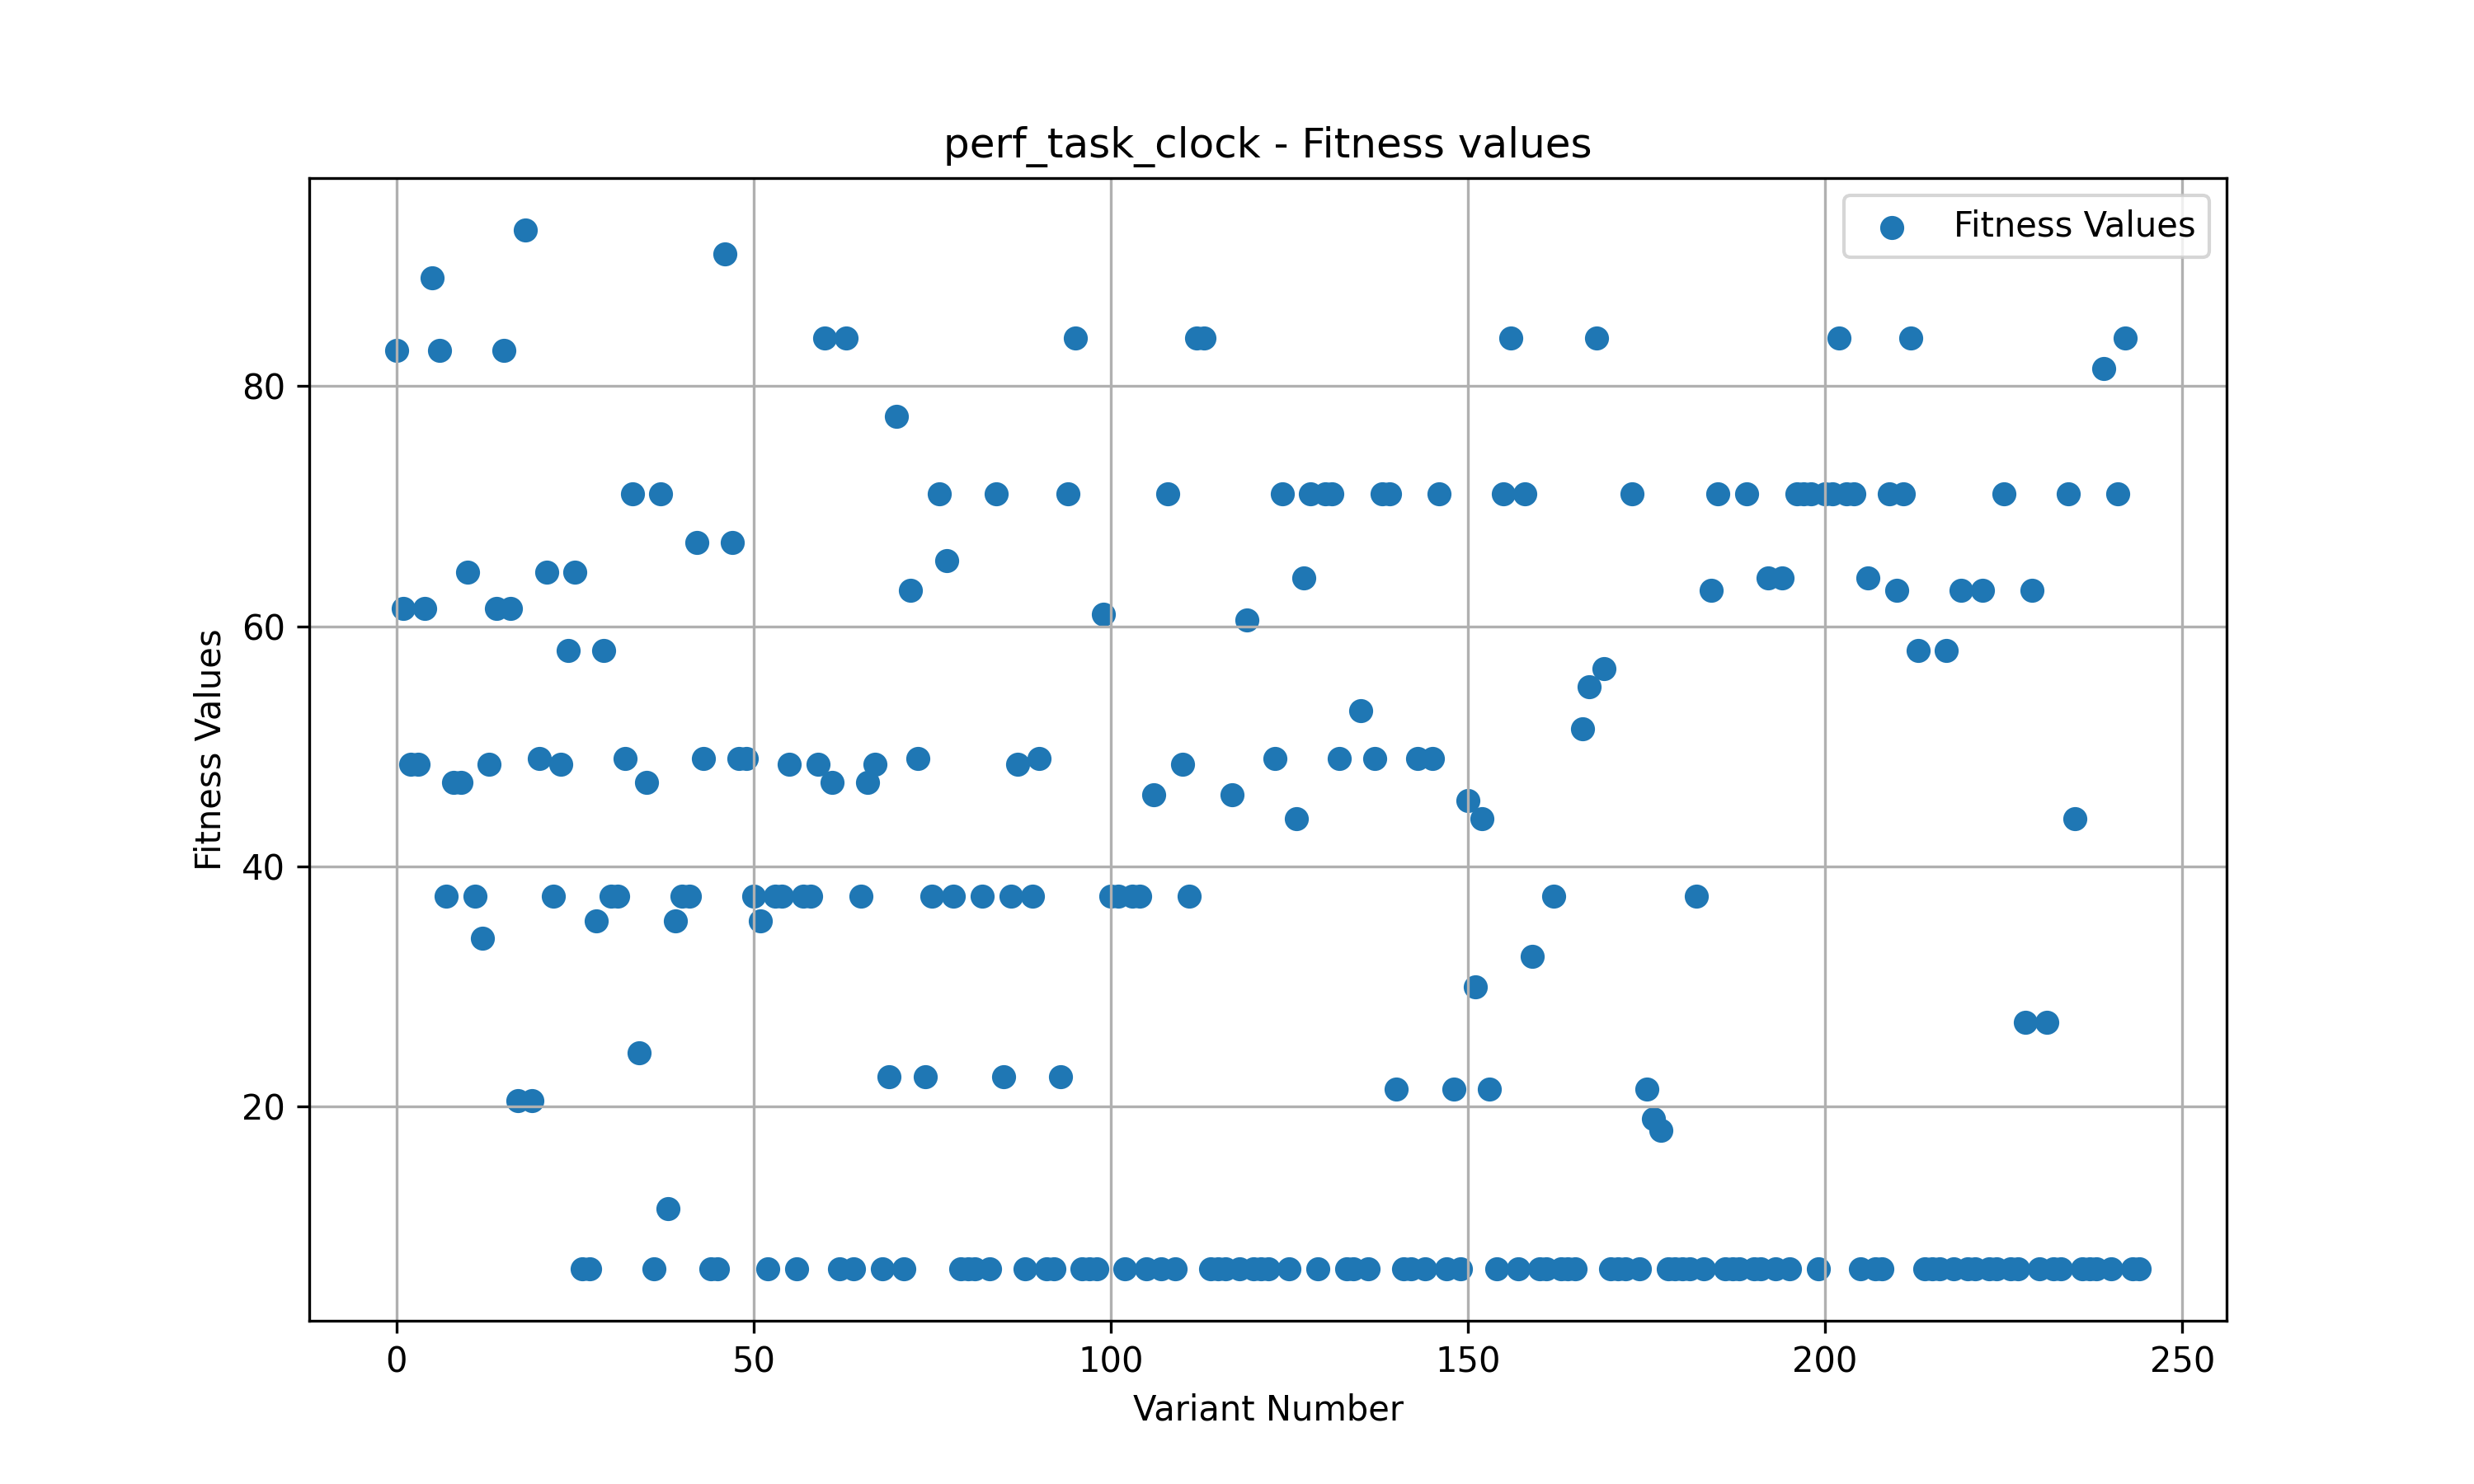 perf_task_clock - Fitness values
Fitness Values
Fitness Values
80
60
40
20
0 50 100 150 200 250
Variant Number